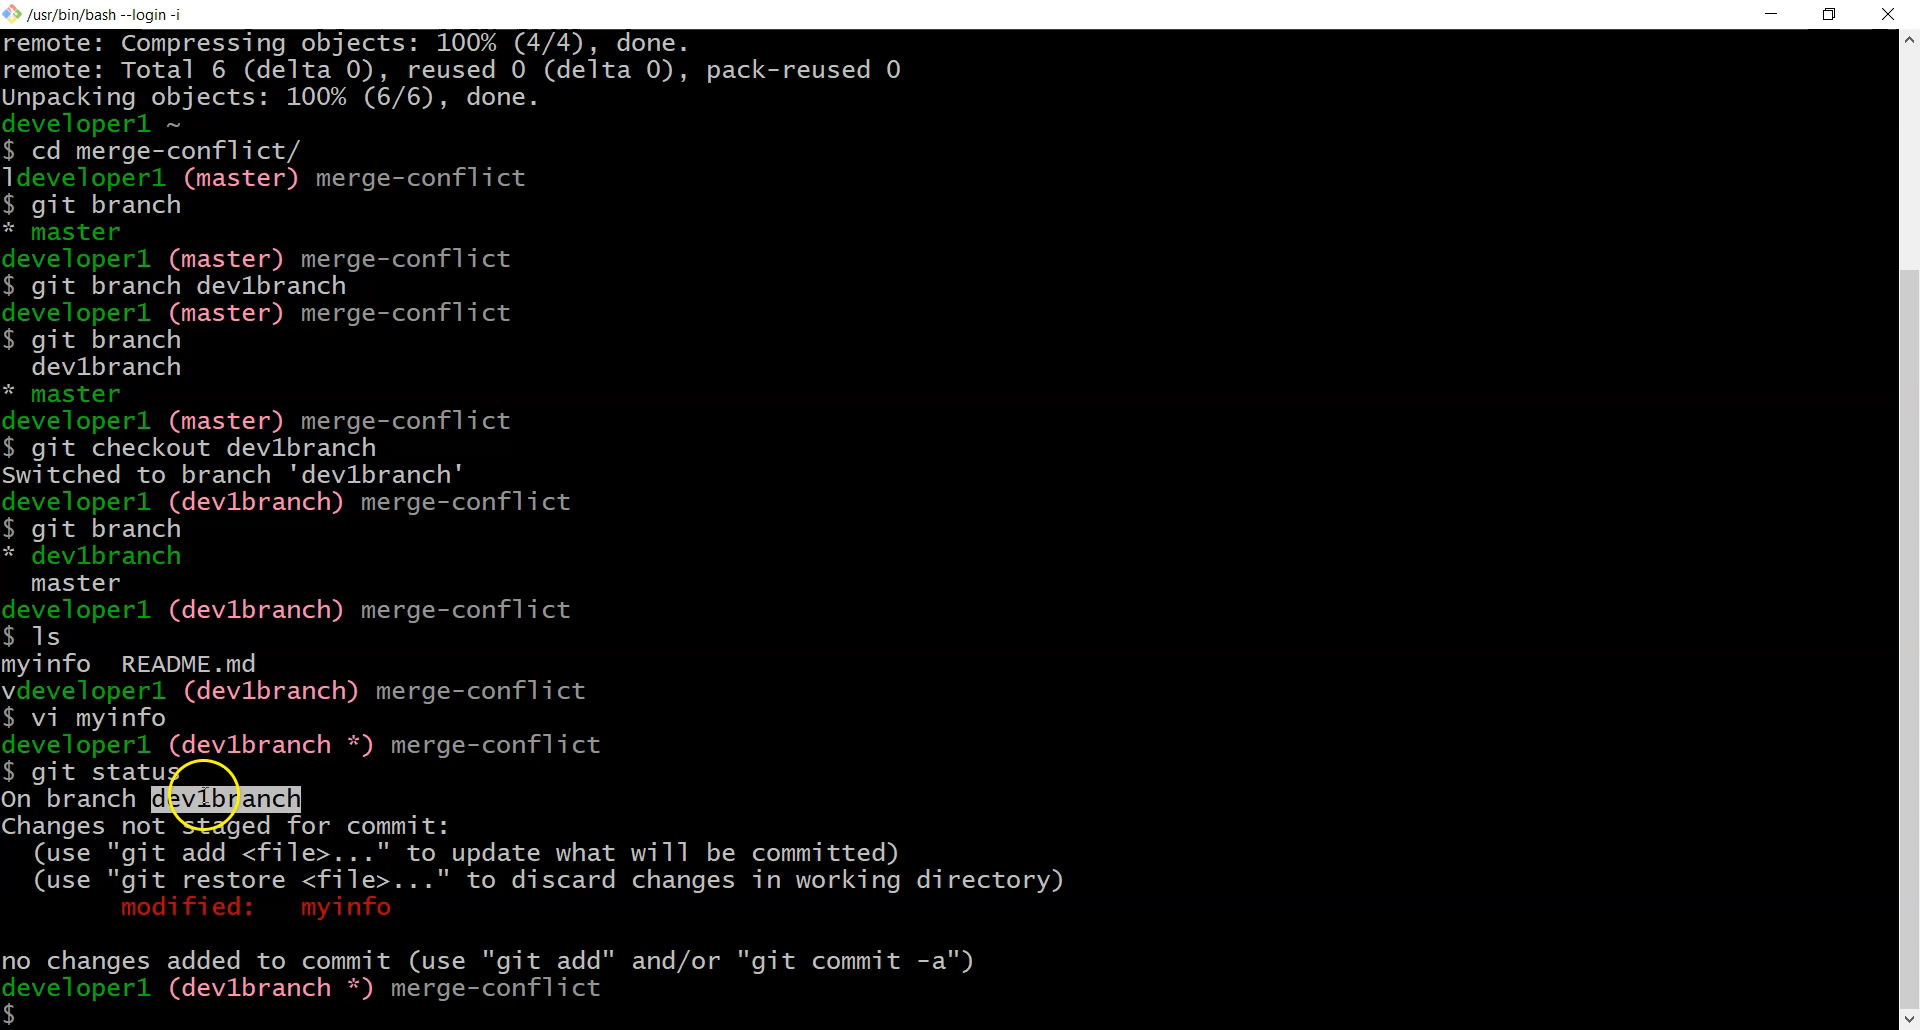 /usr/bin/bash --login -i
remote: Compressing objects: 100% (4/4), done.
remote: Total 6 (delta 0), reused 0 (delta 0), pack-reused 0
Unpacking objects: 100% (6/6), done.
developer1 ~
$ cd merge-conflict/
ldeveloper1 (master) merge-conflict
$ git branch
* master
developer1 (master) merge-conflict
$ git branch dev1branch
developer1 (master) merge-conflict
$ git branch
  dev1branch
* master
developer1 (master) merge-conflict
$ git checkout dev1branch
Switched to branch 'dev1branch'
developer1 (dev1branch) merge-conflict
$ git branch
* dev1branch
  master
developer1 (dev1branch) merge-conflict
$ ls
myinfo  README.md
vdeveloper1 (dev1branch) merge-conflict
$ vi myinfo
developer1 (dev1branch *) merge-conflict
$ git status
On branch dev1branch
Changes not staged for commit:
  (use "git add <file>..." to update what will be committed)
  (use "git restore <file>..." to discard changes in working directory)
        modified:   myinfo

no changes added to commit (use "git add" and/or "git commit -a")
developer1 (dev1branch *) merge-conflict
$